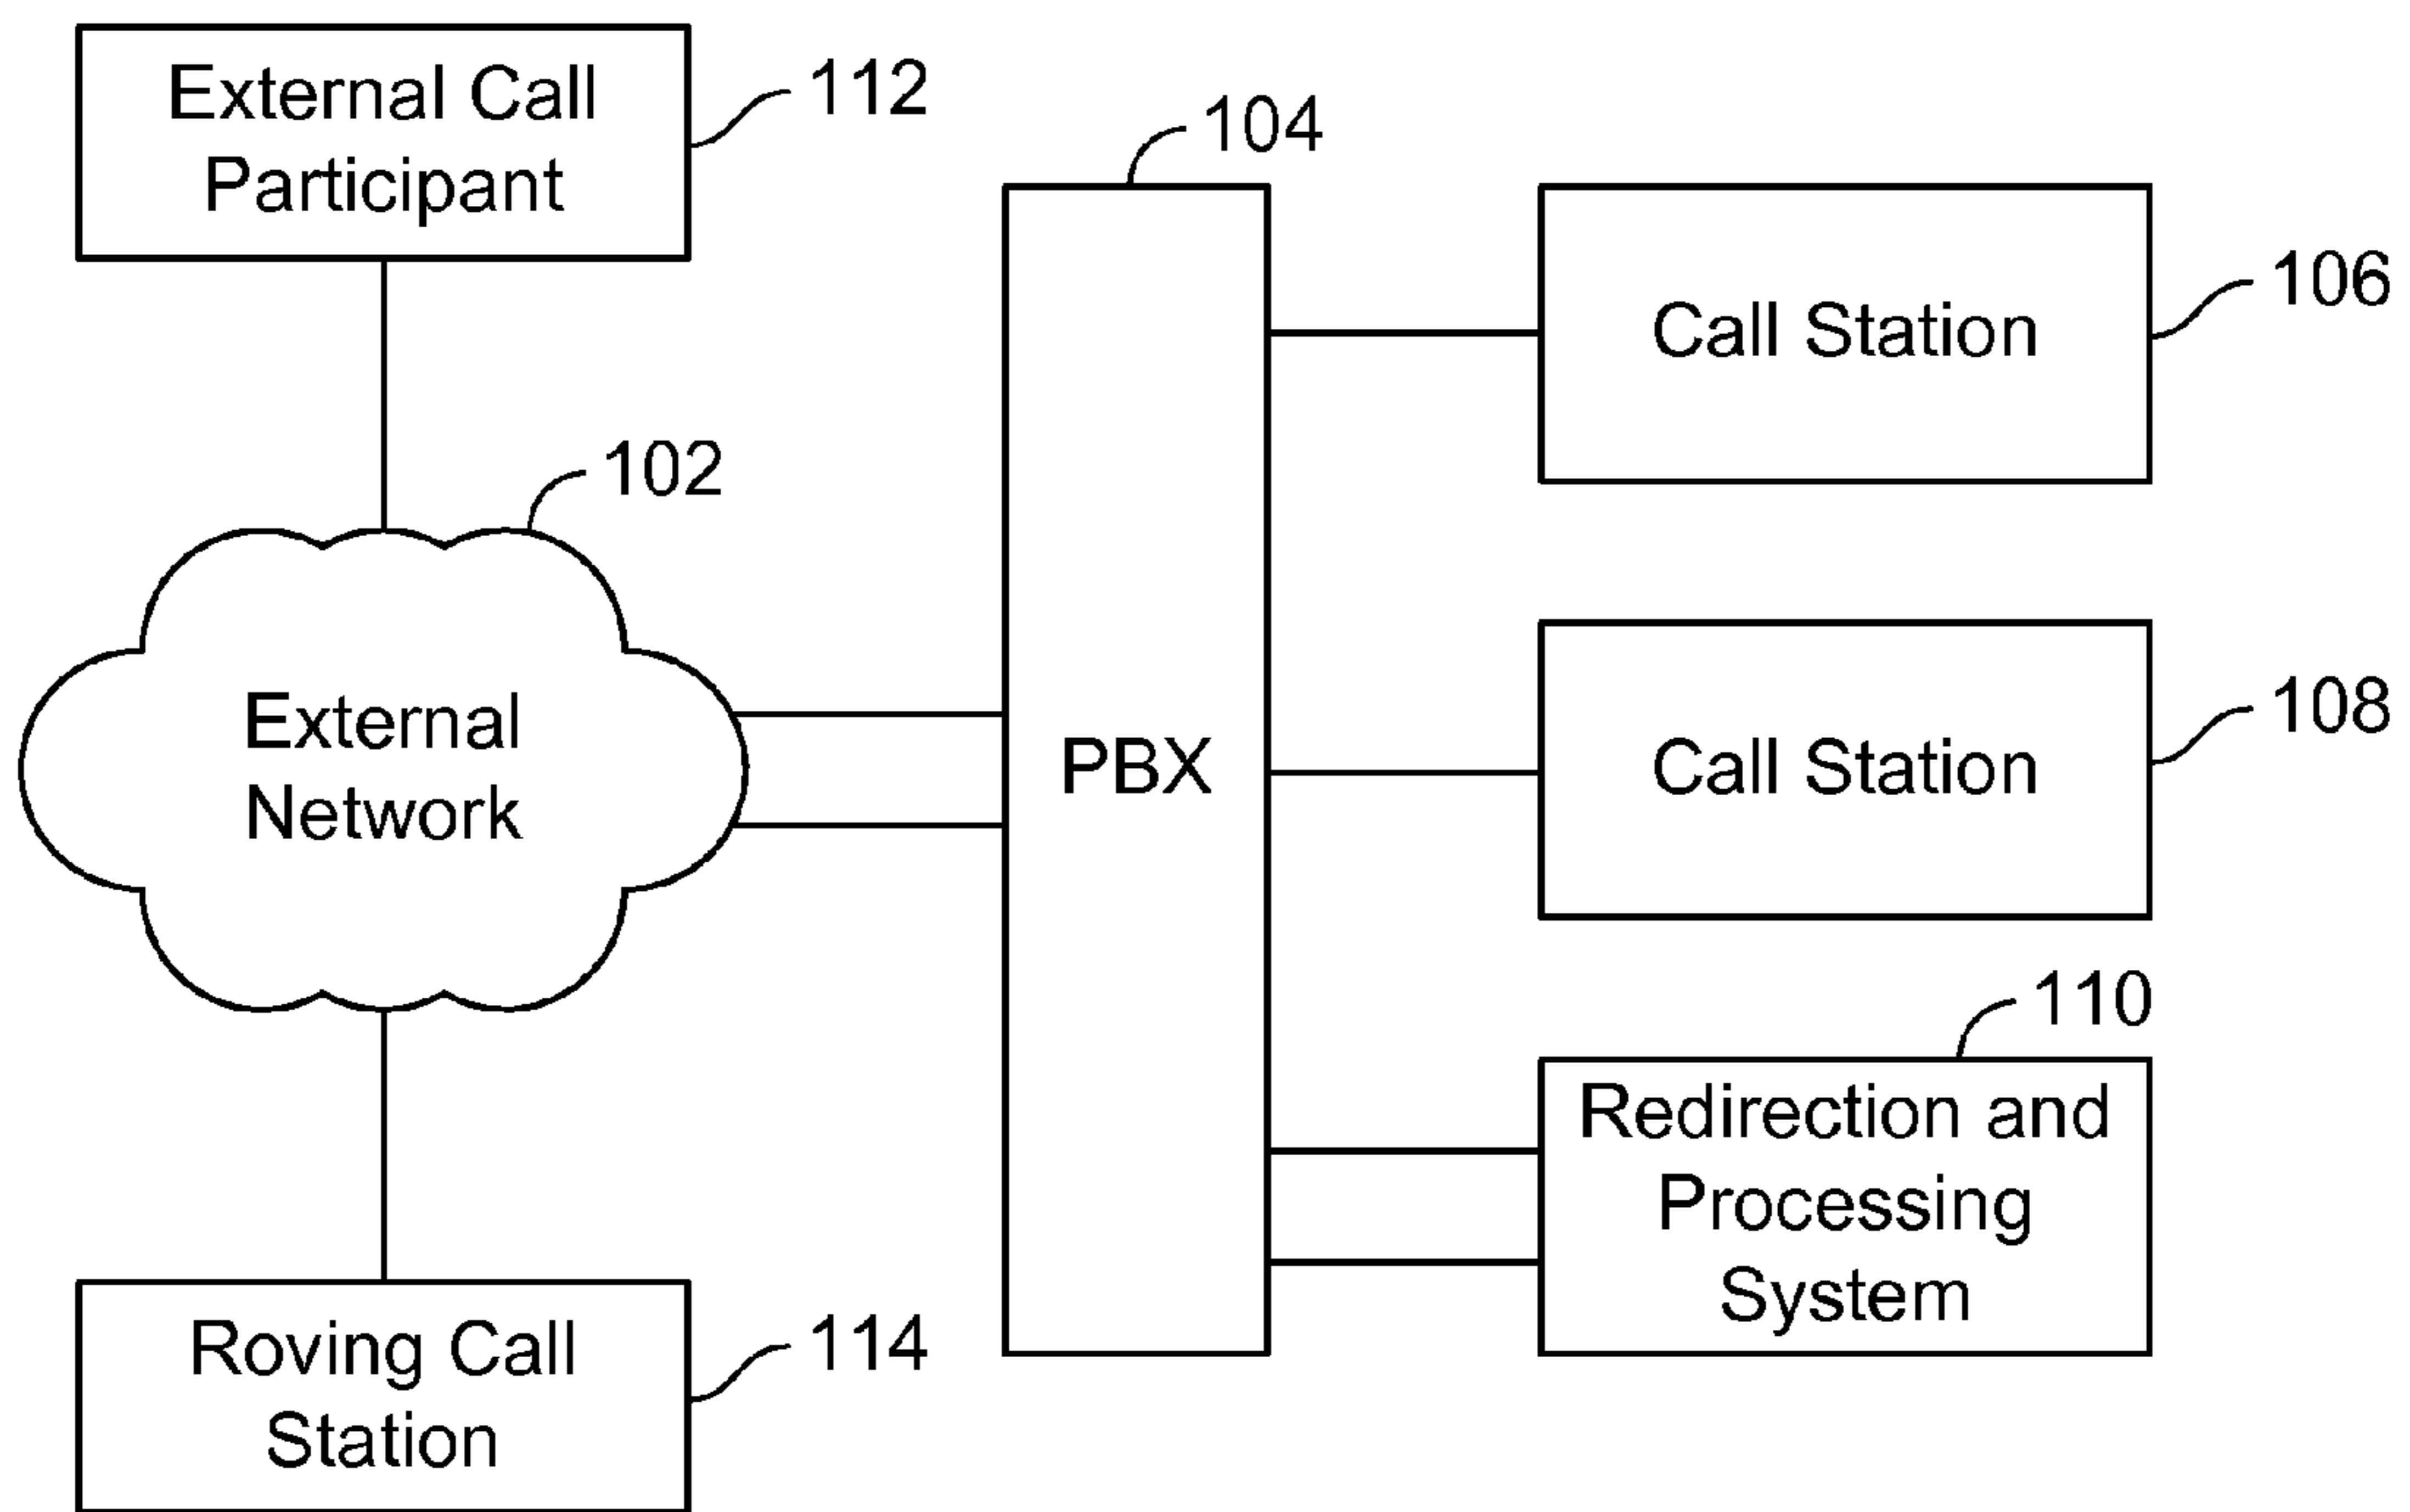 External Call
Participant
112
104
Call Station
106
102
External
Network
PBX
Call Station
108
110
Redirection and
Processing
System
Roving Call
Station
114